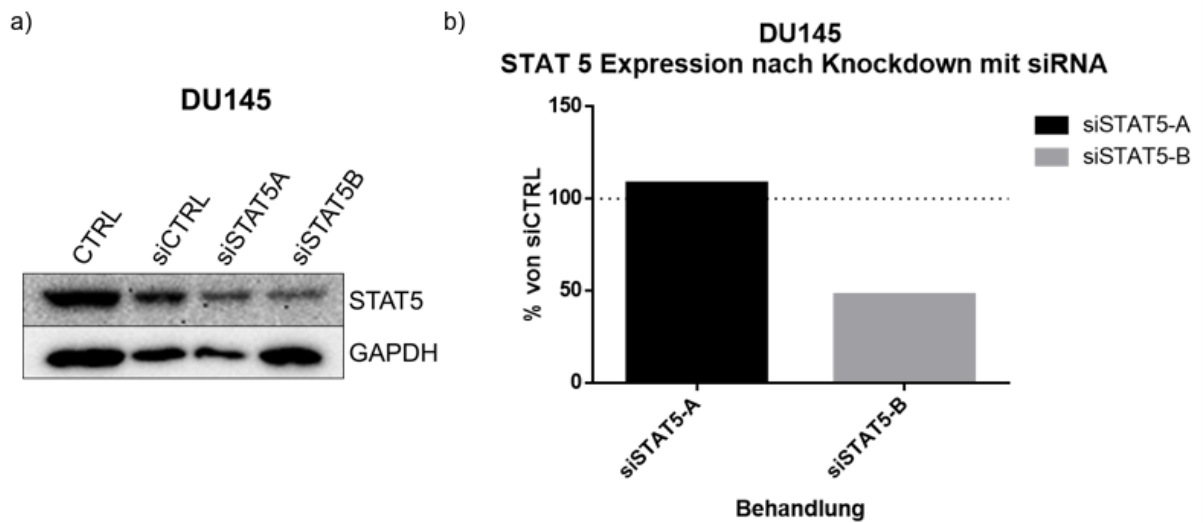 a)
DU145
CTRL
siCTRL
siSTAT5A
siSTAT5B
STAT5
GAPDH
b)
DU145
STAT 5 Expression nach Knockdown mit siRNA
% von siCTRL
150
100
50
0
siSTAT5-A
siSTAT5-B
Behandlung
siSTAT5-A
siSTAT5-B